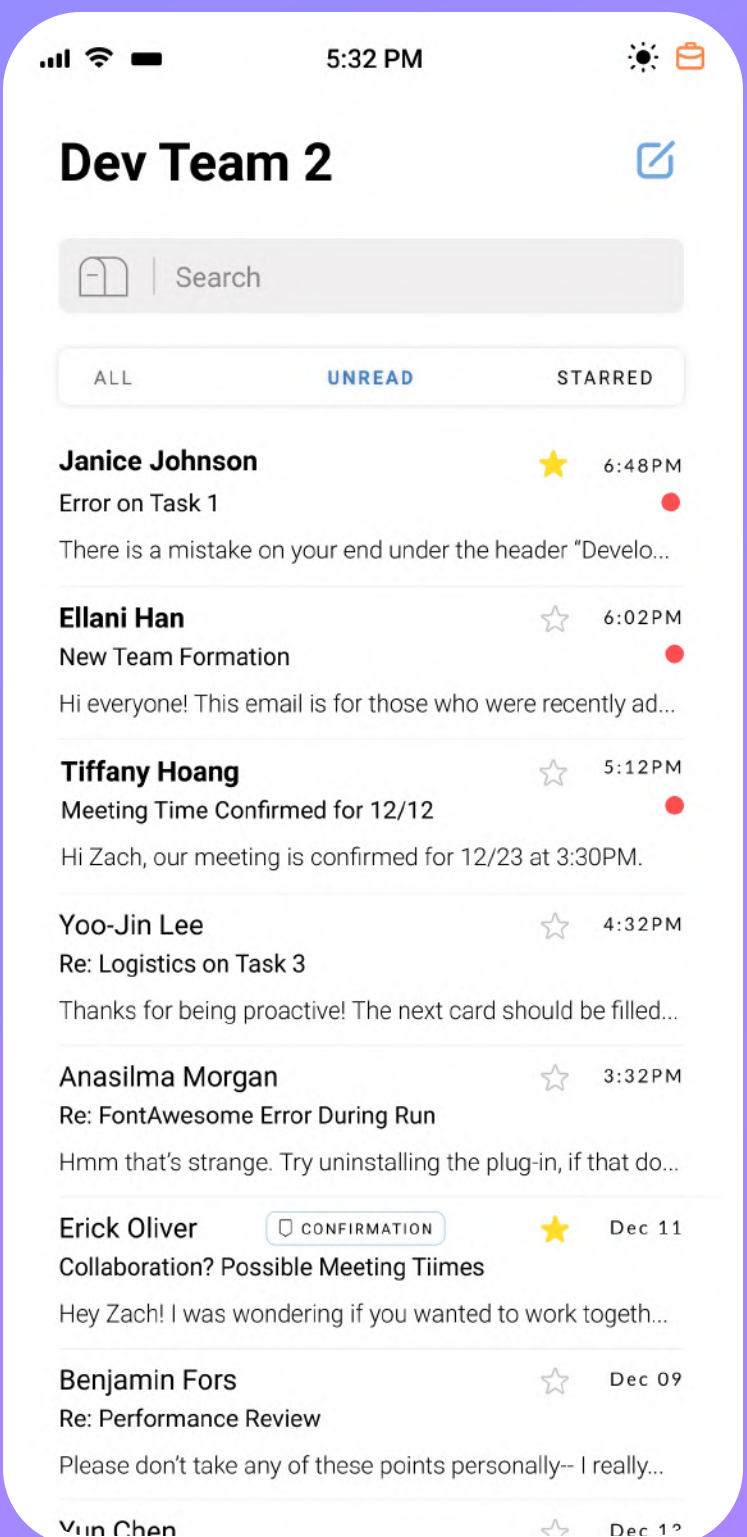 5:32 PM
Dev Team 2
Search
ALL UNREAD STARRED
Janice Johnson 6:48PM
Error on Task 1
There is a mistake on your end under the header “Develo...
Ellani Han 6:02PM
New Team Formation
Hi everyone! This email is for those who were recently ad...
Tiffany Hoang 5:12PM
Meeting Time Confirmed for 12/12
Hi Zach, our meeting is confirmed for 12/23 at 3:30PM.
Yoo-Jin Lee 4:32PM
Re: Logistics on Task 3
Thanks for being proactive! The next card should be filled...
Anasilma Morgan 3:32PM
Re: FontAwesome Error During Run
Hmm that’s strange. Try uninstalling the plug-in, if that do...
Erick Oliver CONFIRMATION Dec 11
Collaboration? Possible Meeting Tiimes
Hey Zach! I was wondering if you wanted to work togeth...
Benjamin Fors Dec 09
Re: Performance Review
Please don’t take any of these points personally-- I really...
Yun Chen Dec